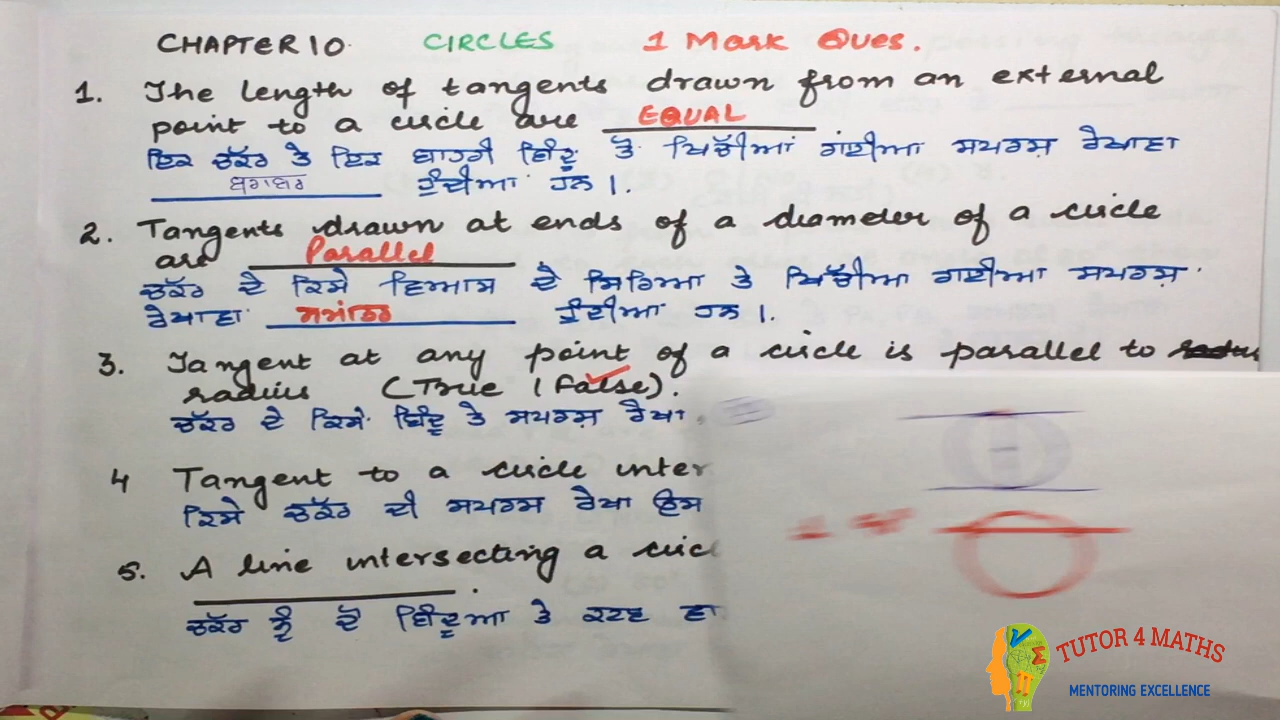 CHAPTER 10. CIRCLES 1 Mark Ques.
1. The length of tangents drawn from an external
point to a circle are EQUAL
ਇਕ ਚੱਕਰ ਤੇ ਇਕ ਬਾਹਰੀ ਬਿੰਦੂ ਤੋਂ ਖਿੱਚੀਆਂ ਗਈਆ ਸਪਰਸ਼ ਰੇਖਾਵਾ
ਬਰਾਬਰ ਹੁੰਦੀਆਂ ਹਨ।
2. Tangents drawn at ends of a diameter of a circle
are Parallel
ਚੱਕਰ ਦੇ ਕਿਸੇ ਵਿਆਸ ਦੇ ਸਿਰਿਆ ਤੇ ਖਿੱਚੀਆ ਗਈਆ ਸਪਰਸ਼
ਰੇਖਾਵਾਂ ਹੁੰਦੀਆਂ ਹਨ।
3. Tangent at any point of a circle is parallel to
radius (True / False).
ਚੱਕਰ ਦੇ ਕਿਸੇ ਬਿੰਦੂ ਤੇ ਸਪਰਸ਼ ਰੇਖਾ
4 Tangent to a circle inter
ਕਿਸੇ ਚੱਕਰ ਦੀ ਸਪਰਸ਼ ਰੇਖਾ ਉਸ
5. A line intersecting a circl
ਚੱਕਰ ਨੂੰ ਦੋ ਬਿੰਦੂਆ ਤੇ ਕਟਣ ਵਾ
TUTOR 4 MATHS
MENTORING EXCELLENCE